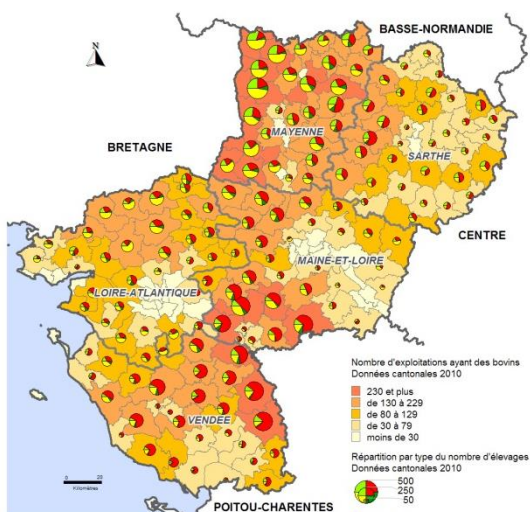 BASSE-NORMANDIE
N
MAYENNE
BRETAGNE
SARTHE
CENTRE
MAINE-ET-LOIRE
LOIRE-ATLANTIQUE
Nombre d'exploitations ayant des bovins
Données cantonales 2010
230 et plus
de 130 à 229
de 80 à 129
de 30 à 79
moins de 30
VENDEE
Répartition par type du nombre d'élevages
Données cantonales 2010
500
250
50
0 20
Kilomètres
POITOU-CHARENTES